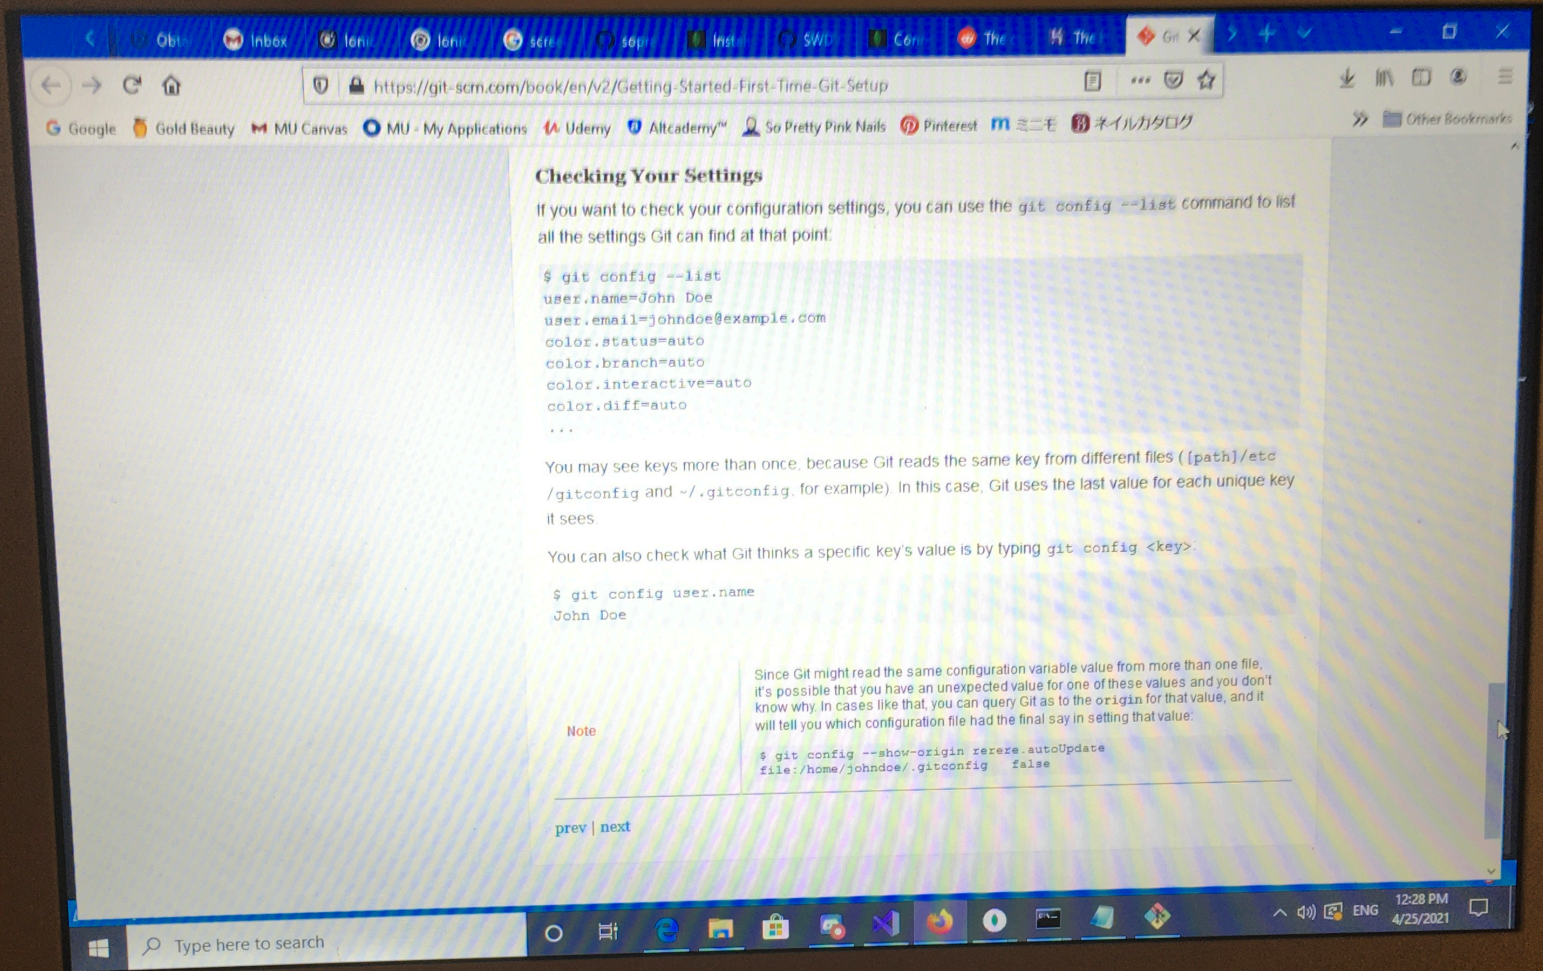 Inbox
https://git-scm.com/book/en/v2/Getting-Started-First-Time-Git-Setup
Google Gold Beauty MU Canvas MU - My Applications Udemy Altcademy™ So Pretty Pink Nails Pinterest ミニモ ネイルカタログ Other Bookmarks
Checking Your Settings
If you want to check your configuration settings, you can use the git config --list command to list
all the settings Git can find at that point:
$ git config --list
user.name=John Doe
user.email=johndoe@example.com
color.status=auto
color.branch=auto
color.interactive=auto
color.diff=auto
...
You may see keys more than once, because Git reads the same key from different files ([path]/etc
/gitconfig and ~/.gitconfig, for example). In this case, Git uses the last value for each unique key
it sees.
You can also check what Git thinks a specific key's value is by typing git config <key>:
$ git config user.name
John Doe
Note
Since Git might read the same configuration variable value from more than one file,
it's possible that you have an unexpected value for one of these values and you don't
know why. In cases like that, you can query Git as to the origin for that value, and it
will tell you which configuration file had the final say in setting that value:
$ git config --show-origin rerere.autoUpdate
file:/home/johndoe/.gitconfig false
prev | next
Type here to search
ENG
12:28 PM
4/25/2021